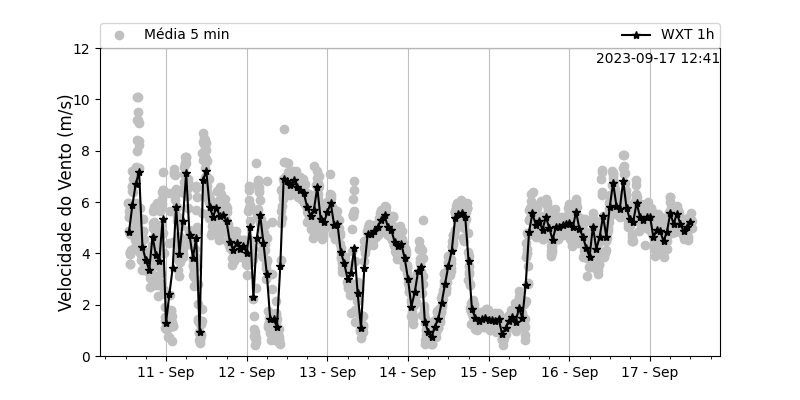 Média 5 min
WXT 1h
2023-09-17 12:41
Velocidade do Vento (m/s)
12
10
8
6
4
2
0
11 - Sep
12 - Sep
13 - Sep
14 - Sep
15 - Sep
16 - Sep
17 - Sep